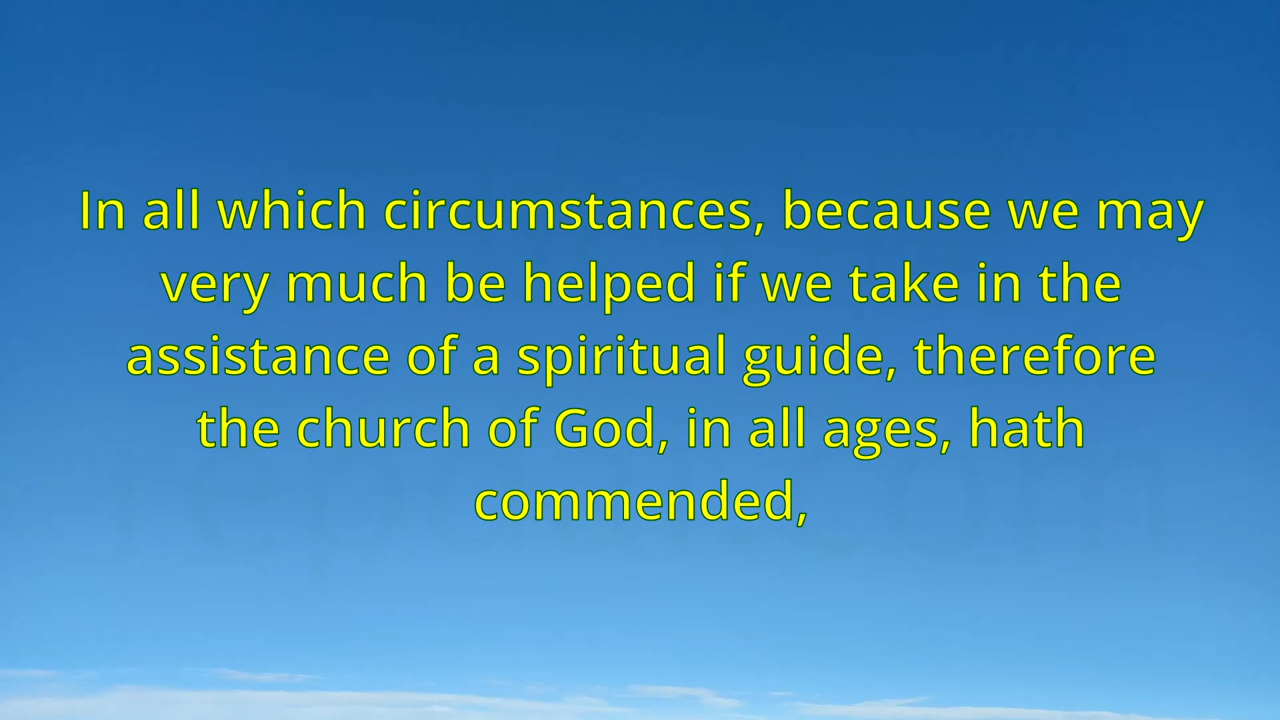 In all which circumstances, because we may
very much be helped if we take in the
assistance of a spiritual guide, therefore
the church of God, in all ages, hath
commended,